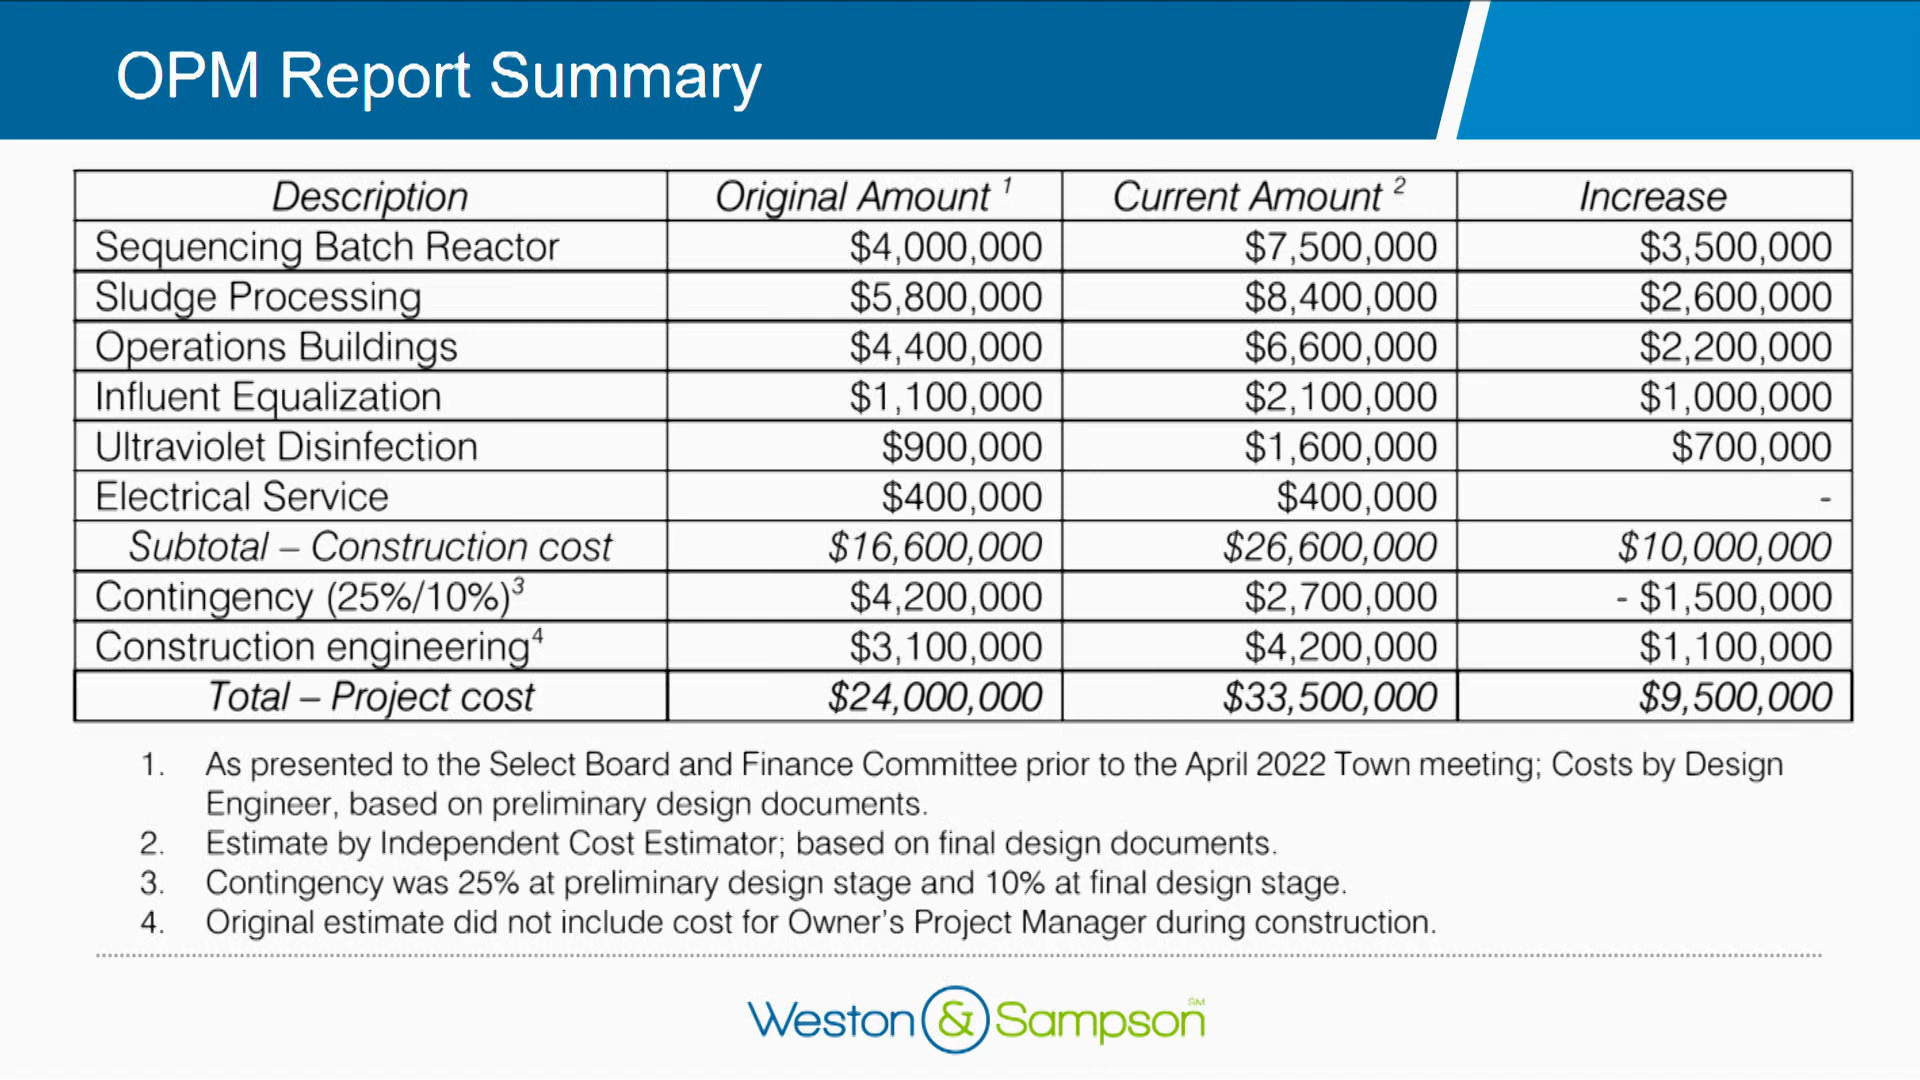 OPM Report Summary
Description Original Amount 1 Current Amount 2 Increase
Sequencing Batch Reactor $4,000,000 $7,500,000 $3,500,000
Sludge Processing $5,800,000 $8,400,000 $2,600,000
Operations Buildings $4,400,000 $6,600,000 $2,200,000
Influent Equalization $1,100,000 $2,100,000 $1,000,000
Ultraviolet Disinfection $900,000 $1,600,000 $700,000
Electrical Service $400,000 $400,000 -
Subtotal – Construction cost $16,600,000 $26,600,000 $10,000,000
Contingency (25%/10%)3 $4,200,000 $2,700,000 - $1,500,000
Construction engineering4 $3,100,000 $4,200,000 $1,100,000
Total – Project cost $24,000,000 $33,500,000 $9,500,000
1. As presented to the Select Board and Finance Committee prior to the April 2022 Town meeting; Costs by Design
Engineer, based on preliminary design documents.
2. Estimate by Independent Cost Estimator; based on final design documents.
3. Contingency was 25% at preliminary design stage and 10% at final design stage.
4. Original estimate did not include cost for Owner's Project Manager during construction.
Weston & Sampson SM